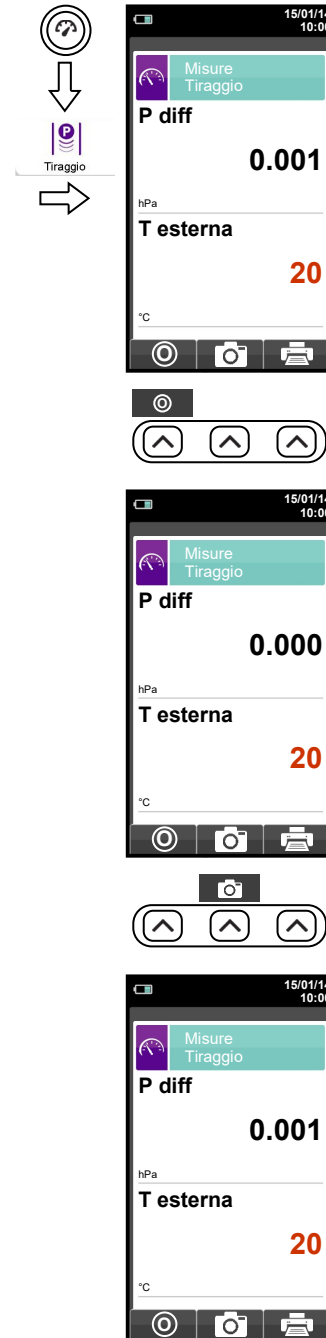 Tiraggio
15/01/14
10:00
Misure
Tiraggio
P diff
0.001
hPa
T esterna
20
°C
15/01/14
10:00
Misure
Tiraggio
P diff
0.000
hPa
T esterna
20
°C
15/01/14
10:00
Misure
Tiraggio
P diff
0.001
hPa
T esterna
20
°C